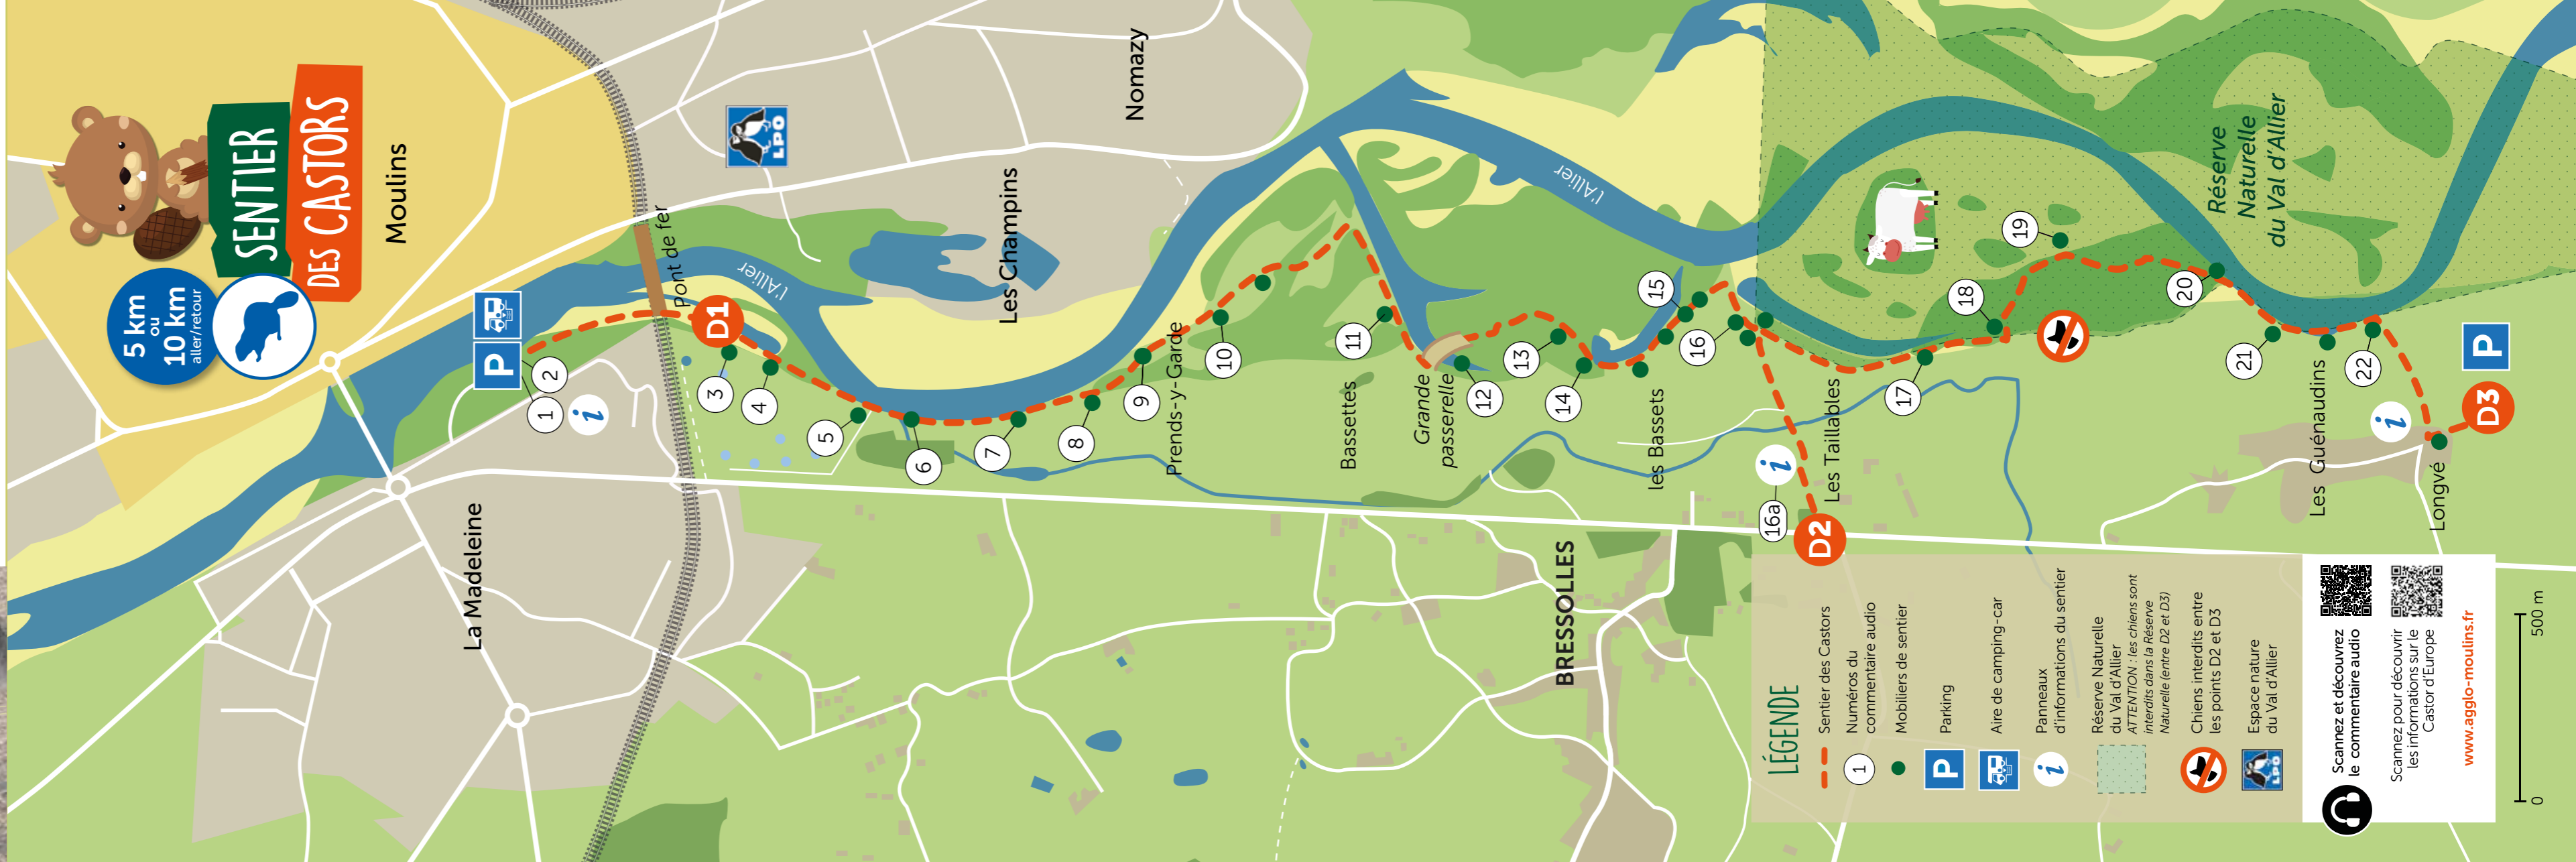 5 km
ou
10 km
aller/retour
SENTIER
DES CASTORS
Moulins
P
1
2
i
La Madeleine
Pont de fer
D1
l'Allier
LPO
3
4
5
6
7
8
9
10
Les Champins
Nomazy
Prends-y-Garde
Bassettes
11
Grande
passerelle
12
13
14
15
16
l'Allier
les Bassets
BRESSOLLES
16a
i
D2
Les Taillables
17
18
19
20
Réserve
Naturelle
du Val d'Allier
21
22
Les Guénaudins
i
Longvé
D3
P
LÉGENDE
Sentier des Castors
1
Numéros du
commentaire audio
Mobiliers de sentier
P
Parking
Aire de camping-car
i
Panneaux
d'informations du sentier
Réserve Naturelle
du Val d'Allier
ATTENTION : les chiens sont
interdits dans la Réserve
Naturelle (entre D2 et D3)
Chiens interdits entre
les points D2 et D3
LPO
Espace nature
du Val d'Allier
Scannez et découvrez
le commentaire audio
Scannez pour découvrir
les informations sur le
Castor d'Europe
www.agglo-moulins.fr
0
500 m